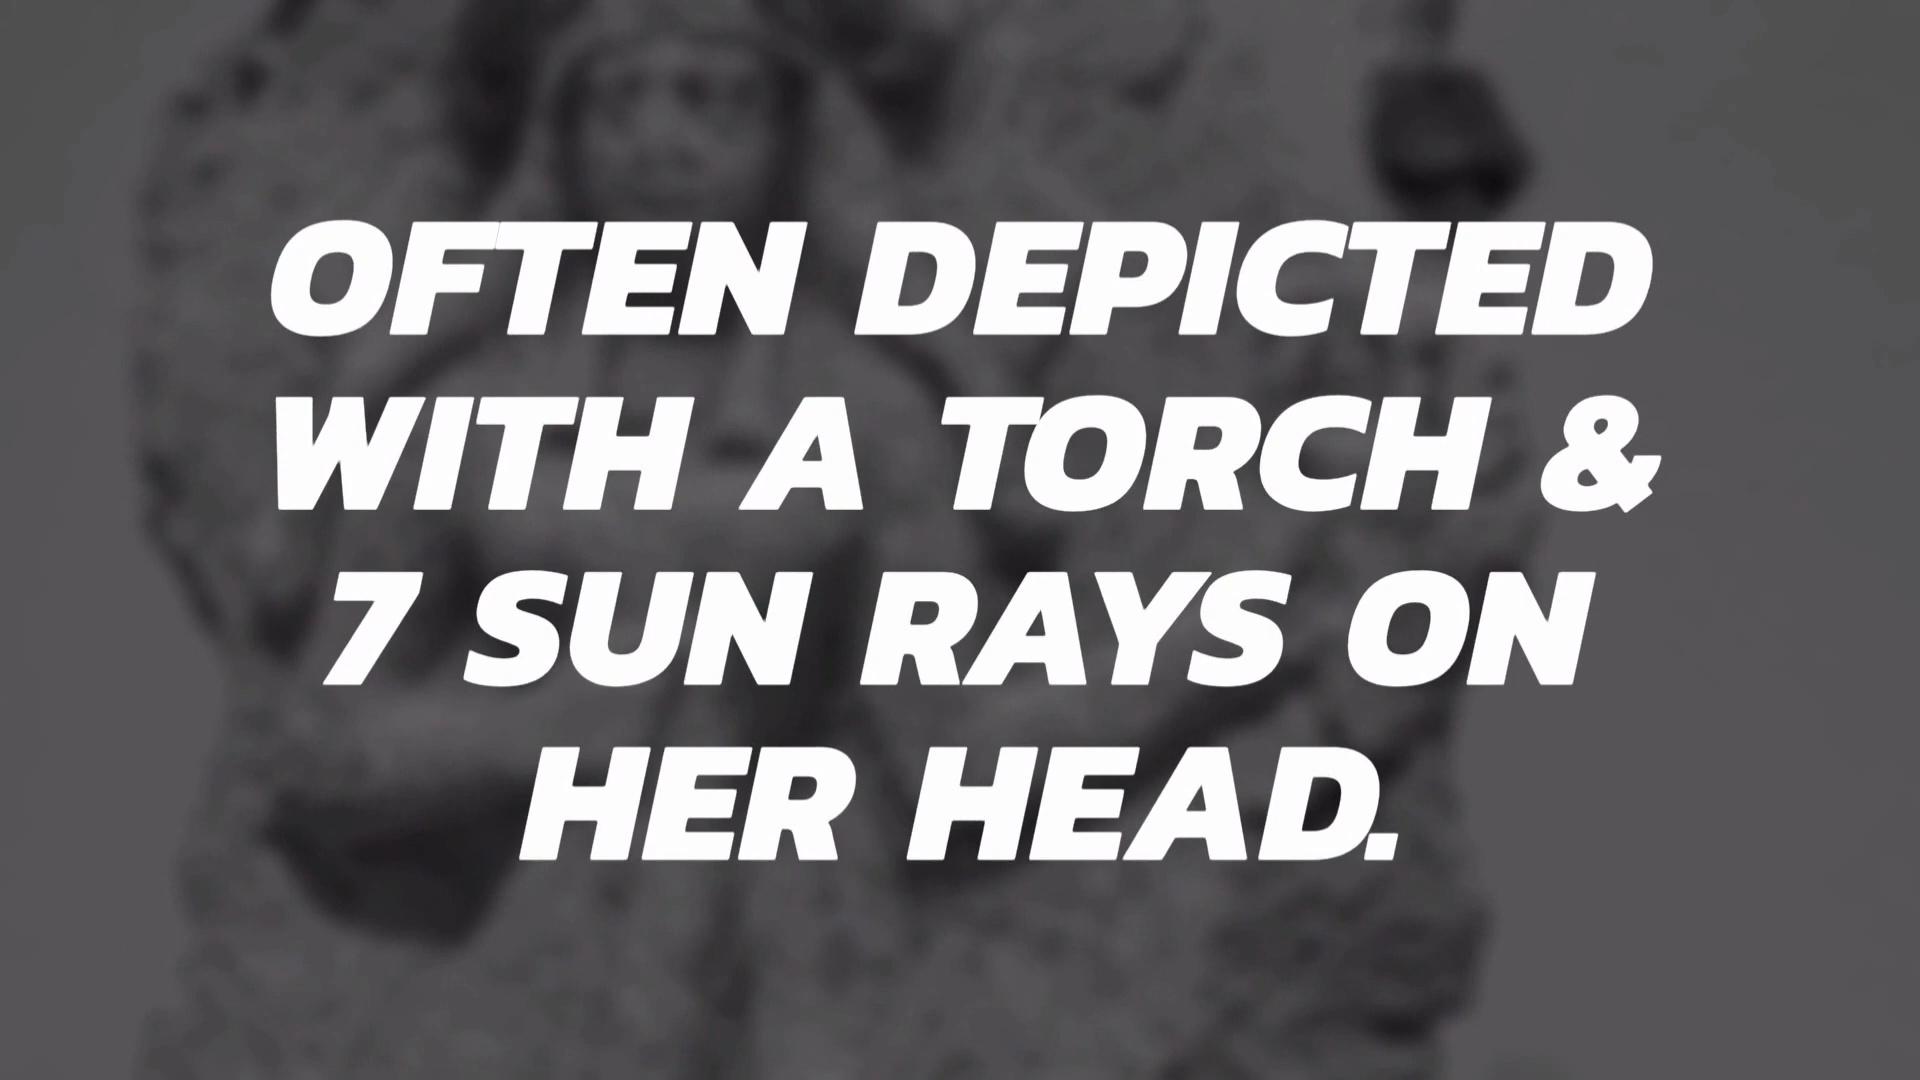 OFTEN DEPICTED
WITH A TORCH &
7 SUN RAYS ON
HER HEAD.